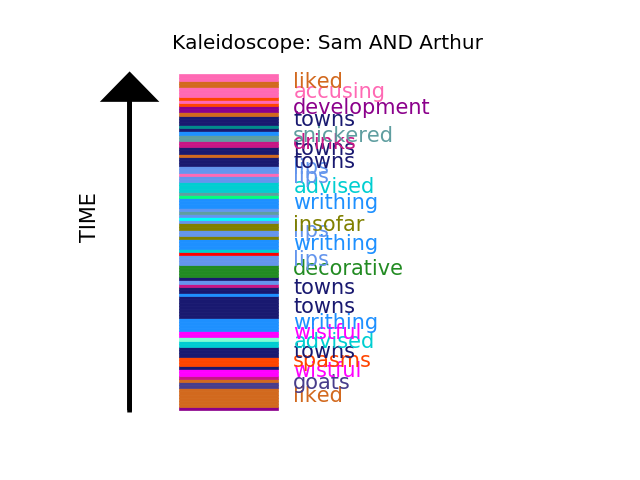 Kaleidoscope: Sam AND Arthur
liked
accusing
development
towns
snickered
drinks
towns
towns
lips
lips
advised
writhing
insofar
lips
writhing
lips
decorative
towns
towns
writhing
wistful
advised
towns
spasms
wistful
goats
liked
TIME